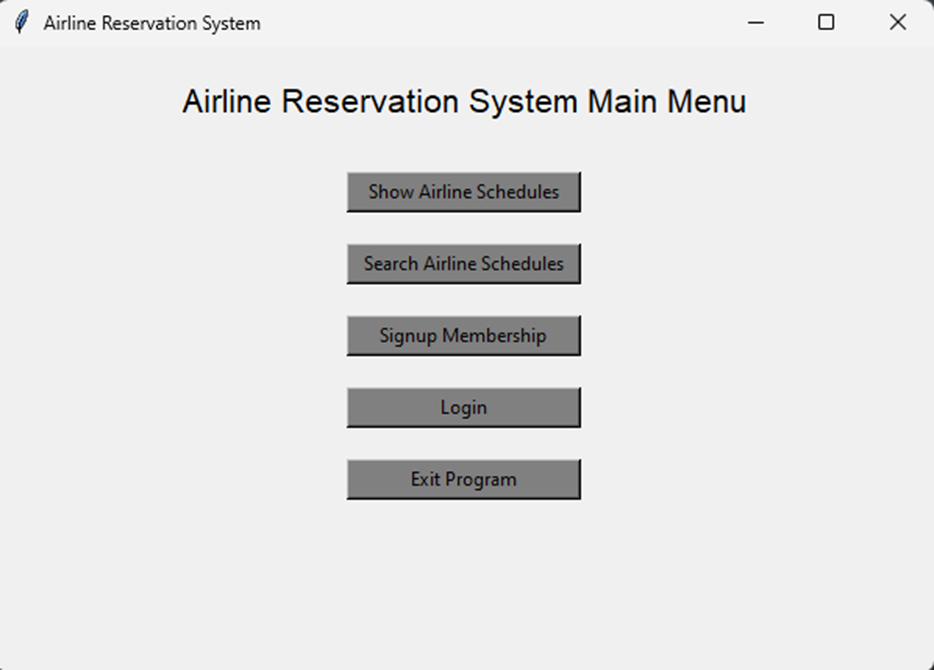 Airline Reservation System
Airline Reservation System Main Menu
Show Airline Schedules
Search Airline Schedules
Signup Membership
Login
Exit Program